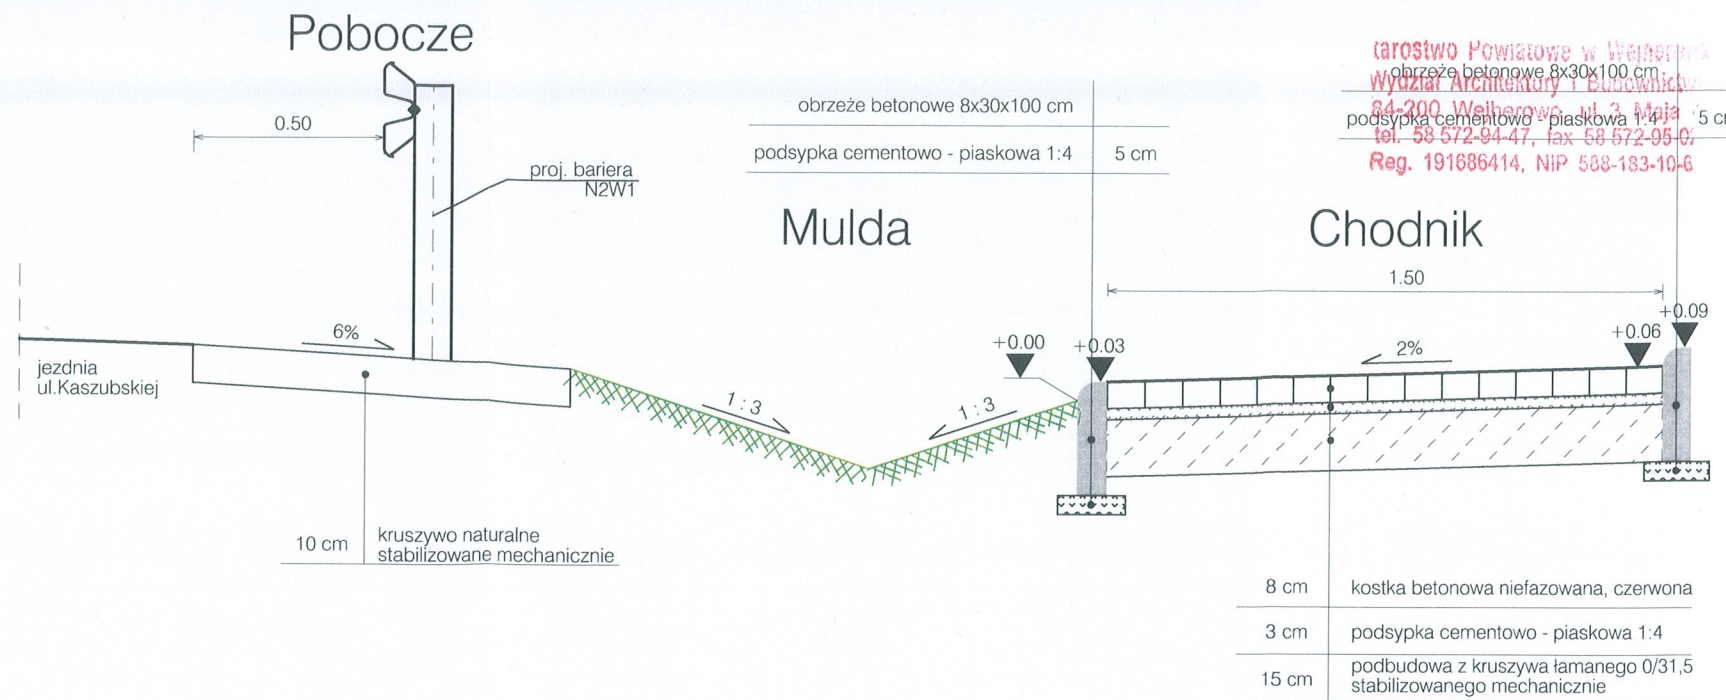 Pobocze
0.50
proj. bariera
N2W1
obrzeże betonowe 8x30x100 cm
podsypka cementowo - piaskowa 1:4 5 cm
Mulda
Starostwo Powiatowe w Wejherowie
obrzeże betonowe 8x30x100 cm
Wydział Architektury i Budownictwa
84-200 Wejherowo, ul. 3 Maja
podsypka cementowo - piaskowa 1:4 5 cm
tel. 58 572-94-47, fax 58 572-95-0
Reg. 191686414, NIP 588-183-10-6
Chodnik
1.50
+0.09
+0.06
+0.00
+0.03
2%
6%
jezdnia
ul.Kaszubskiej
1 : 3
1 : 3
10 cm kruszywo naturalne
stabilizowane mechanicznie
8 cm kostka betonowa niefazowana, czerwona
3 cm podsypka cementowo - piaskowa 1:4
15 cm podbudowa z kruszywa łamanego 0/31,5
stabilizowanego mechanicznie